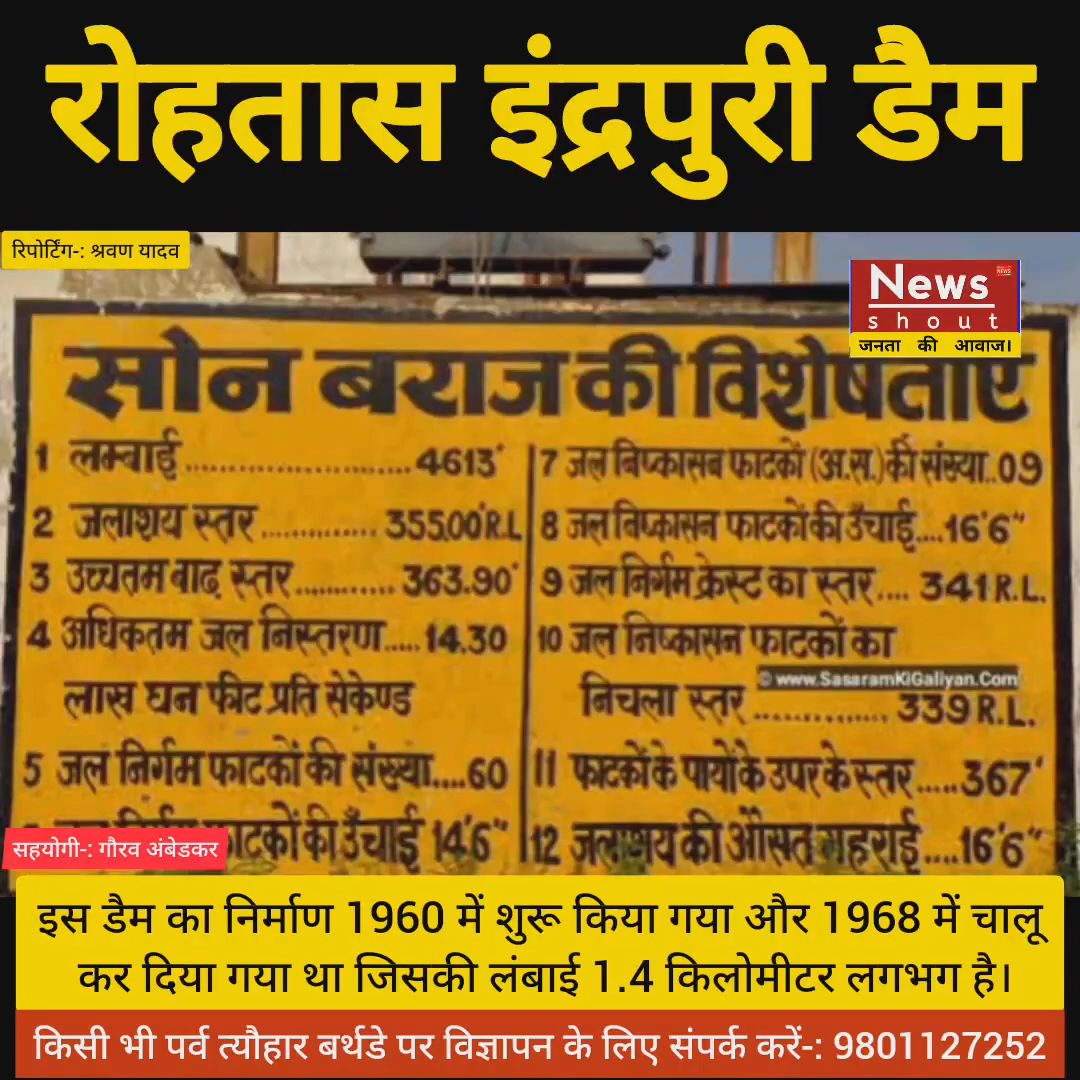 रोहतास इंद्रपुरी डैम
रिपोर्टिंग-: श्रवण यादव
News
shout
जनता की आवाज।
सोन बराज की विशेषताएं
1 लम्बाई....................4613'
2 जलाशय स्तर.............355.00'R.L
3 उच्चतम बाढ़ स्तर...........363.90'
4 अधिकतम जल निस्तरण.....14.30
लाख घन फीट प्रति सेकेण्ड
5 जल निर्गम फाटकों की संख्या....60
फाटकों की उँचाई 14'6"
7 जल निष्कासन फाटकों (अ.स.) की संख्या..09
8 जल निष्कासन फाटकों की उँचाई....16'6"
9 जल निर्गम क्रेस्ट का स्तर.... 341 R.L.
10 जल निष्कासन फाटकों का
© www.SasaramKiGaliyan.Com
निचला स्तर..............339 R.L.
11 फाटकों के पायों के उपर के स्तर.....367'
12 जलाशय की औसत गहराई....16'6"
सहयोगी-: गौरव अंबेडकर
इस डैम का निर्माण 1960 में शुरू किया गया और 1968 में चालू
कर दिया गया था जिसकी लंबाई 1.4 किलोमीटर लगभग है।
किसी भी पर्व त्यौहार बर्थडे पर विज्ञापन के लिए संपर्क करें-: 9801127252